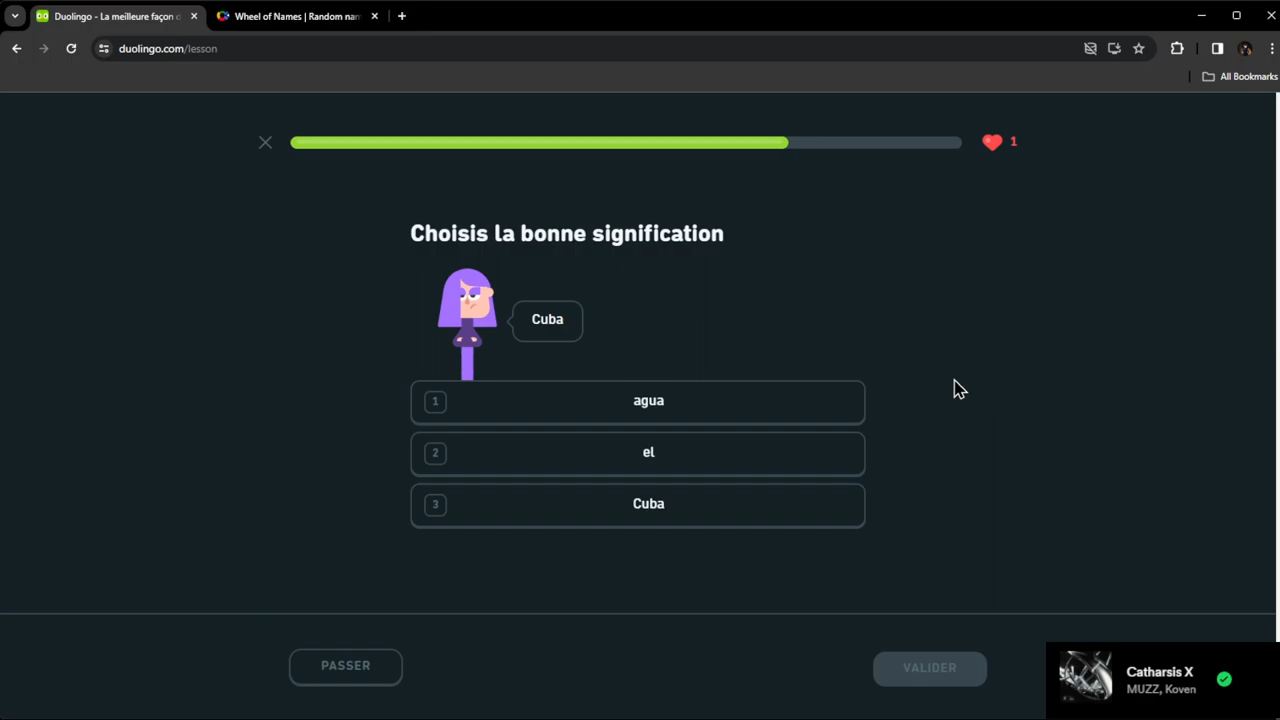 Duolingo - La meilleure façon d
Wheel of Names | Random nam
duolingo.com/lesson
All Bookmarks
1
Choisis la bonne signification
Cuba
1 agua
2 el
3 Cuba
PASSER
VALIDER
Catharsis X
MUZZ, Koven